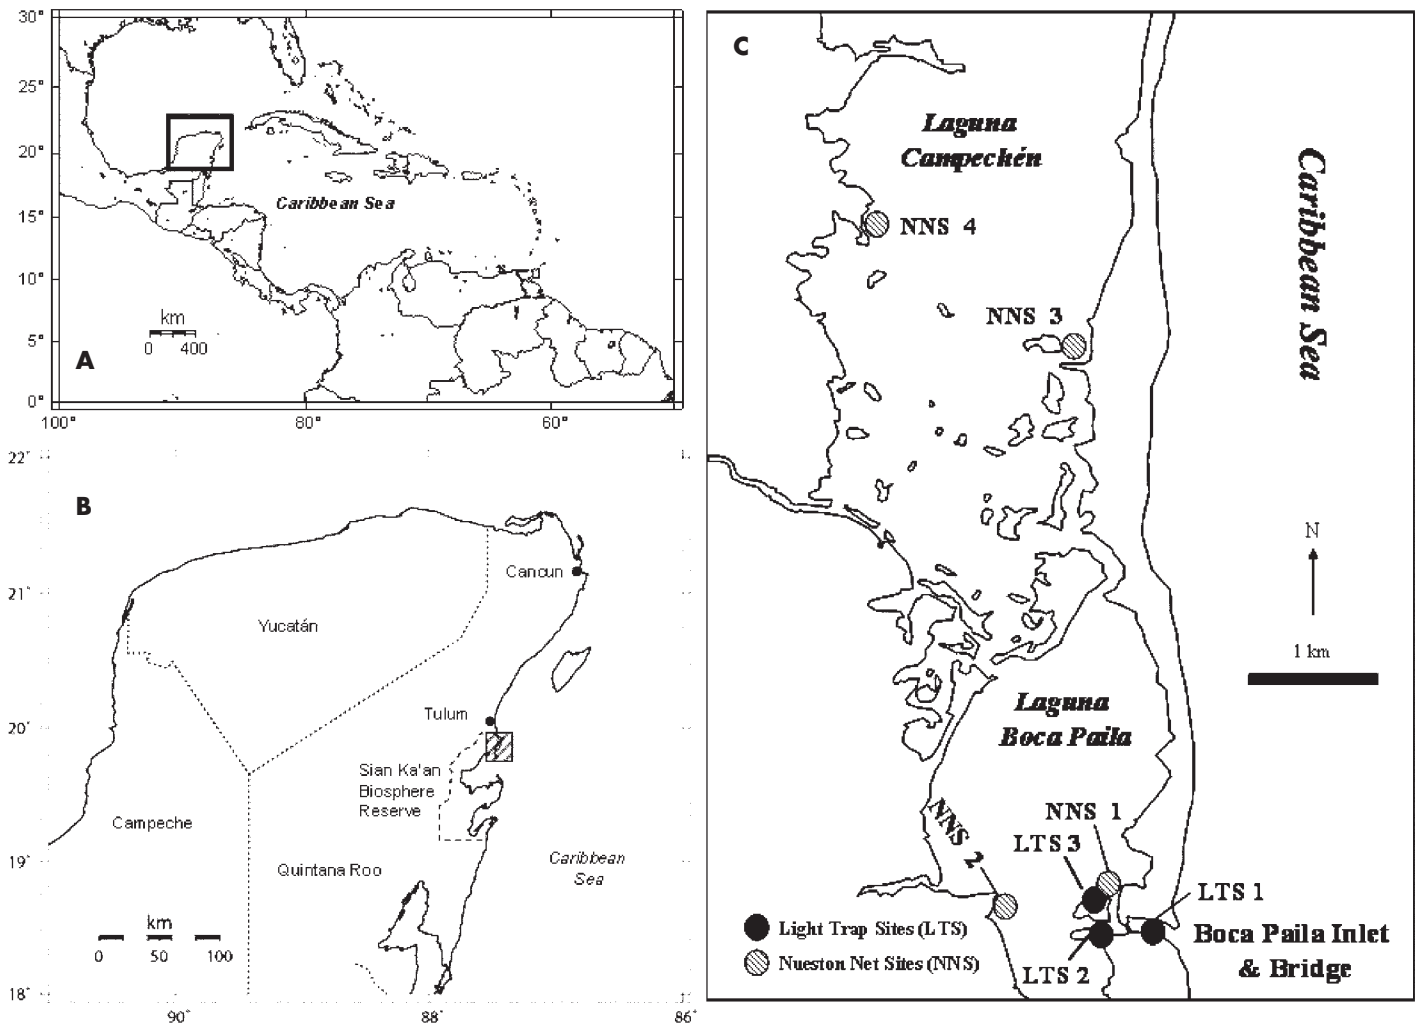 30°
25°
20°
15°
10°
5°
0°
100°
80°
60°
Caribbean Sea
km
0 400
A
22°
21°
20°
19°
18°
90°
88°
86°
B
Cancun
Yucatán
Tulum
Sian Ka'an
Biosphere
Reserve
Campeche
Quintana Roo
Caribbean
Sea
km
0 50 100
C
Laguna
Campechén
NNS 4
NNS 3
Caribbean Sea
N
1 km
Laguna
Boca Paila
NNS 1
LTS 3
NNS 2
LTS 1
Light Trap Sites (LTS)
Nueston Net Sites (NNS)
Boca Paila Inlet
& Bridge
LTS 2